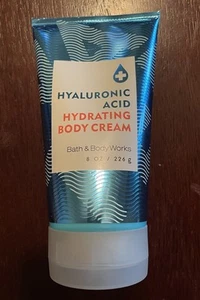 HYALURONIC
ACID
HYDRATING
BODY CREAM
Bath & Body Works
8 OZ / 226 g